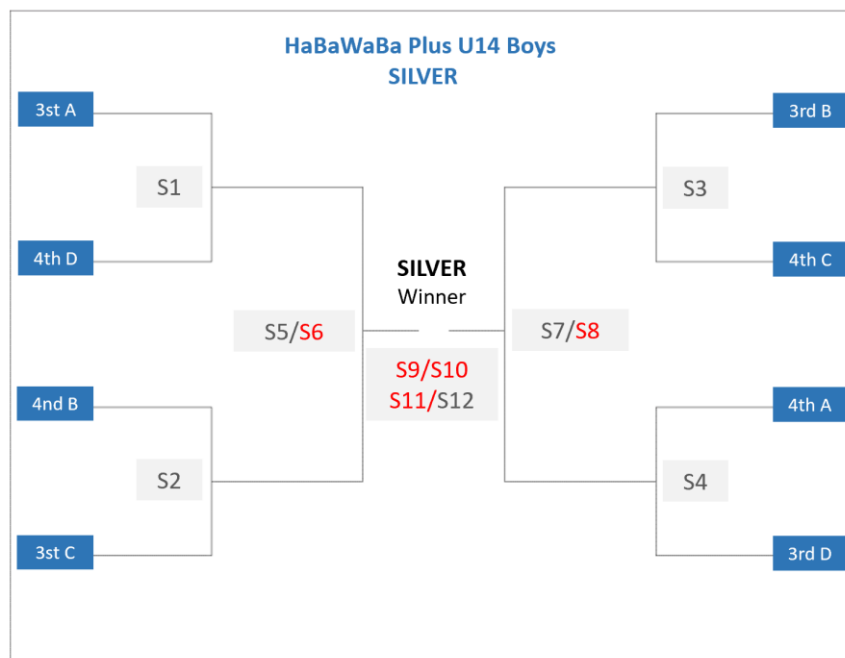 HaBaWaBa Plus U14 Boys
SILVER
3st A
3rd B
S1
S3
4th D
4th C
SILVER
Winner
S5/S6
S7/S8
S9/S10
S11/S12
4nd B
4th A
S2
S4
3st C
3rd D